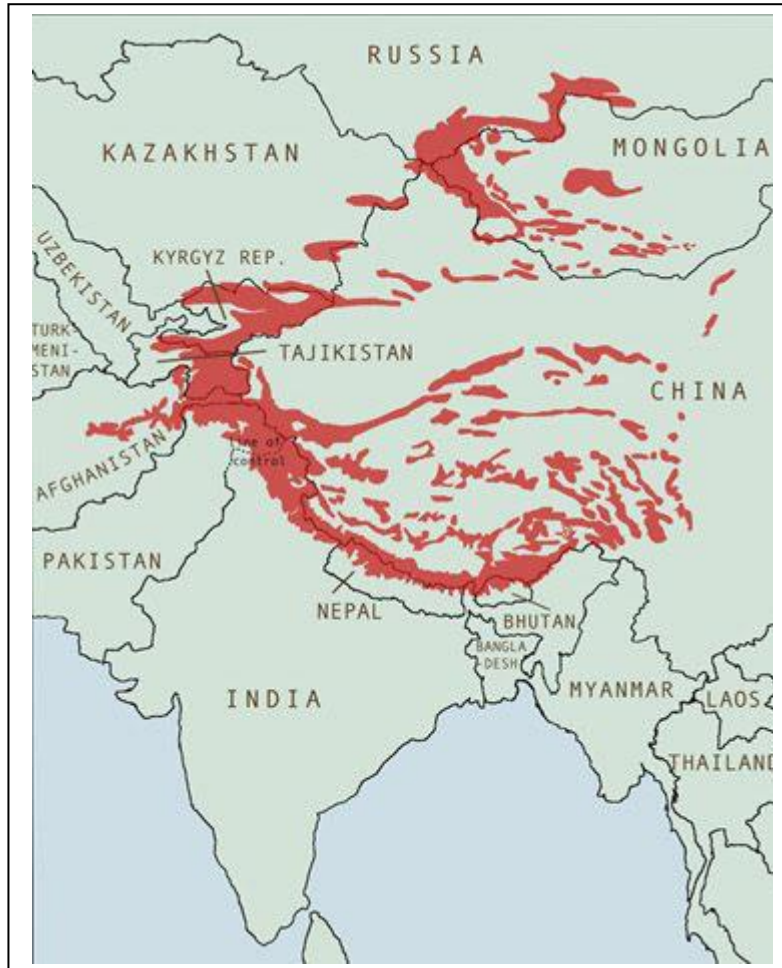 RUSSIA
KAZAKHSTAN
MONGOLIA
UZBEKISTAN
KYRGYZ REP.
TURK-
MENI-
STAN
TAJIKISTAN
CHINA
AFGHANISTAN
line of
control
PAKISTAN
NEPAL
BHUTAN
BANGLA
-DESH
INDIA
MYANMAR
LAOS
THAILAND